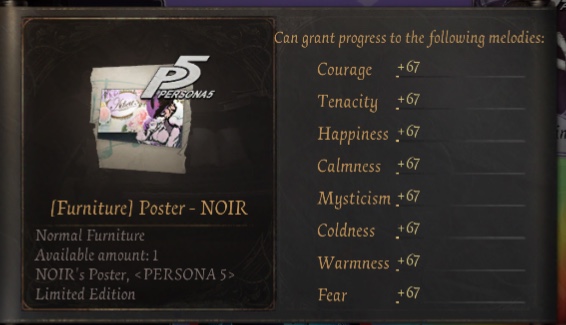 Can grant progress to the following melodies:
P5
PERSONA5
[Furniture] Poster - NOIR
Normal Furniture
Available amount: 1
NOIR's Poster, <PERSONA 5>
Limited Edition
Courage +67
Tenacity +67
Happiness +67
Calmness +67
Mysticism +67
Coldness +67
Warmness +67
Fear +67